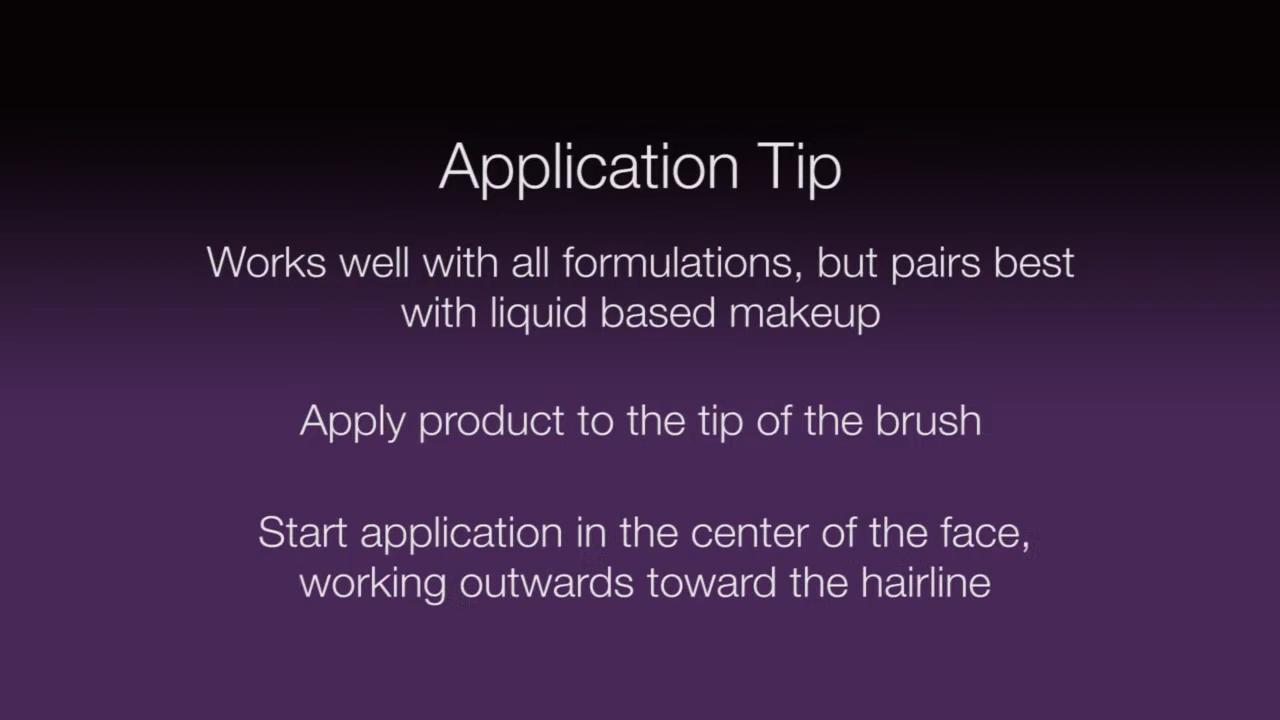 Application Tip
Works well with all formulations, but pairs best
with liquid based makeup
Apply product to the tip of the brush
Start application in the center of the face,
working outwards toward the hairline